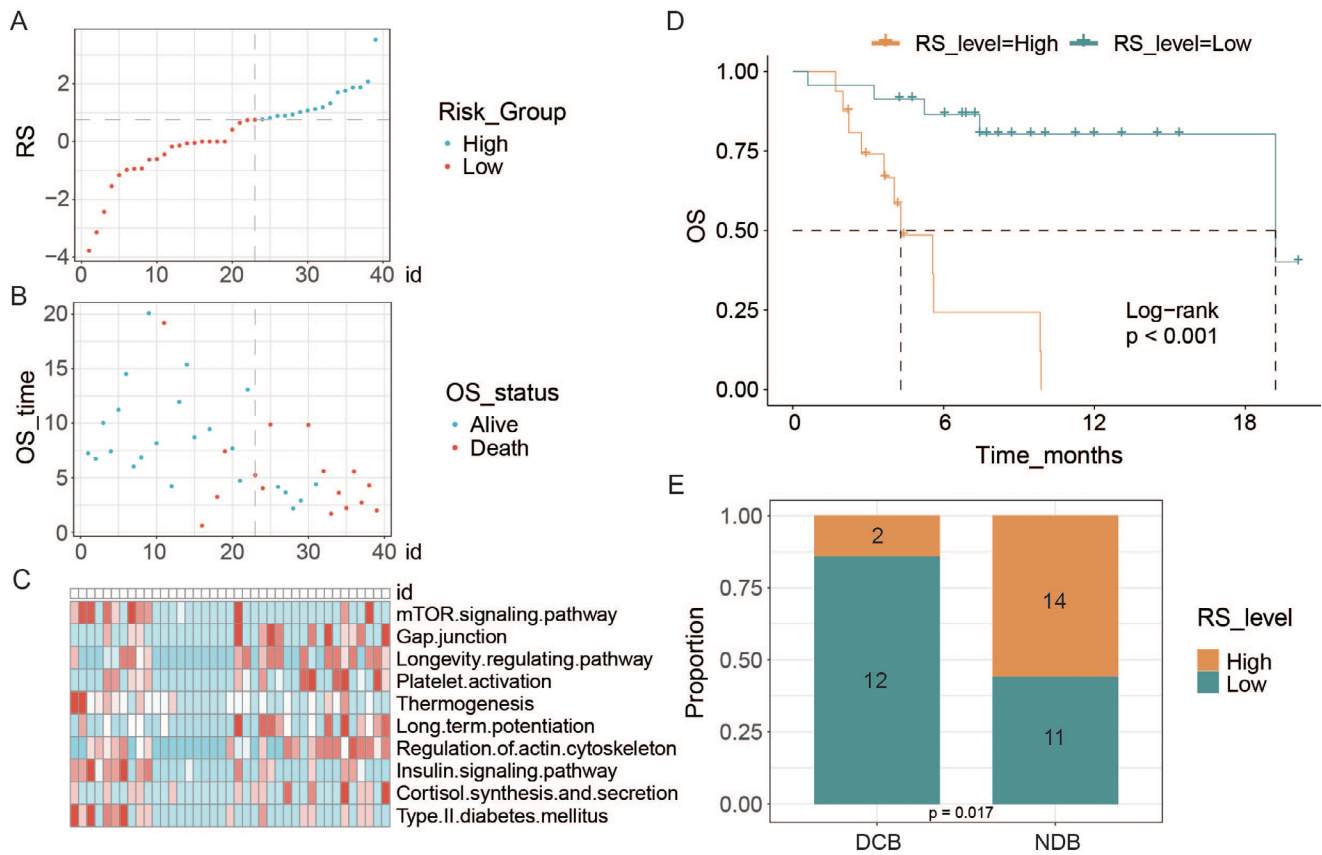 A
RS
2
0
−2
−4
0
10
20
30
40
id
Risk_Group
High
Low
B
OS_time
20
15
10
5
0
0
10
20
30
40
id
OS_status
Alive
Death
C
id
mTOR.signaling.pathway
Gap.junction
Longevity.regulating.pathway
Platelet.activation
Thermogenesis
Long.term.potentiation
Regulation.of.actin.cytoskeleton
Insulin.signaling.pathway
Cortisol.synthesis.and.secretion
Type.II.diabetes.mellitus
D
RS_level=High RS_level=Low
OS
1.00
0.75
0.50
0.25
0.00
Log−rank
p < 0.001
0
6
12
18
Time_months
E
Proportion
1.00
0.75
0.50
0.25
0.00
2
12
14
11
p = 0.017
DCB
NDB
RS_level
High
Low